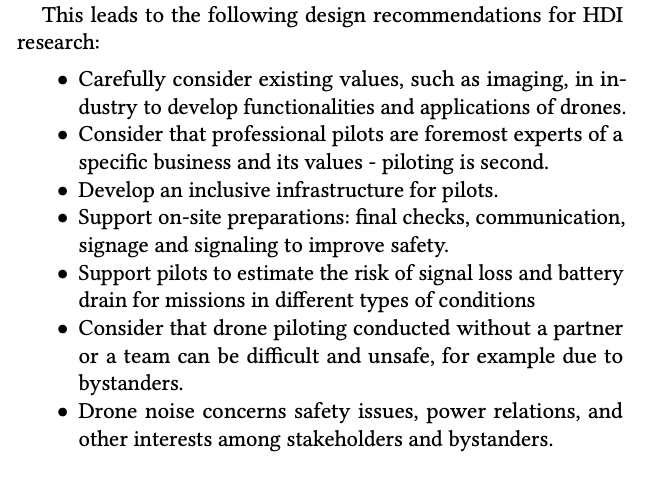 This leads to the following design recommendations for HDI
research:
• Carefully consider existing values, such as imaging, in in-
dustry to develop functionalities and applications of drones.
• Consider that professional pilots are foremost experts of a
specific business and its values - piloting is second.
• Develop an inclusive infrastructure for pilots.
• Support on-site preparations: final checks, communication,
signage and signaling to improve safety.
• Support pilots to estimate the risk of signal loss and battery
drain for missions in different types of conditions
• Consider that drone piloting conducted without a partner
or a team can be difficult and unsafe, for example due to
bystanders.
• Drone noise concerns safety issues, power relations, and
other interests among stakeholders and bystanders.